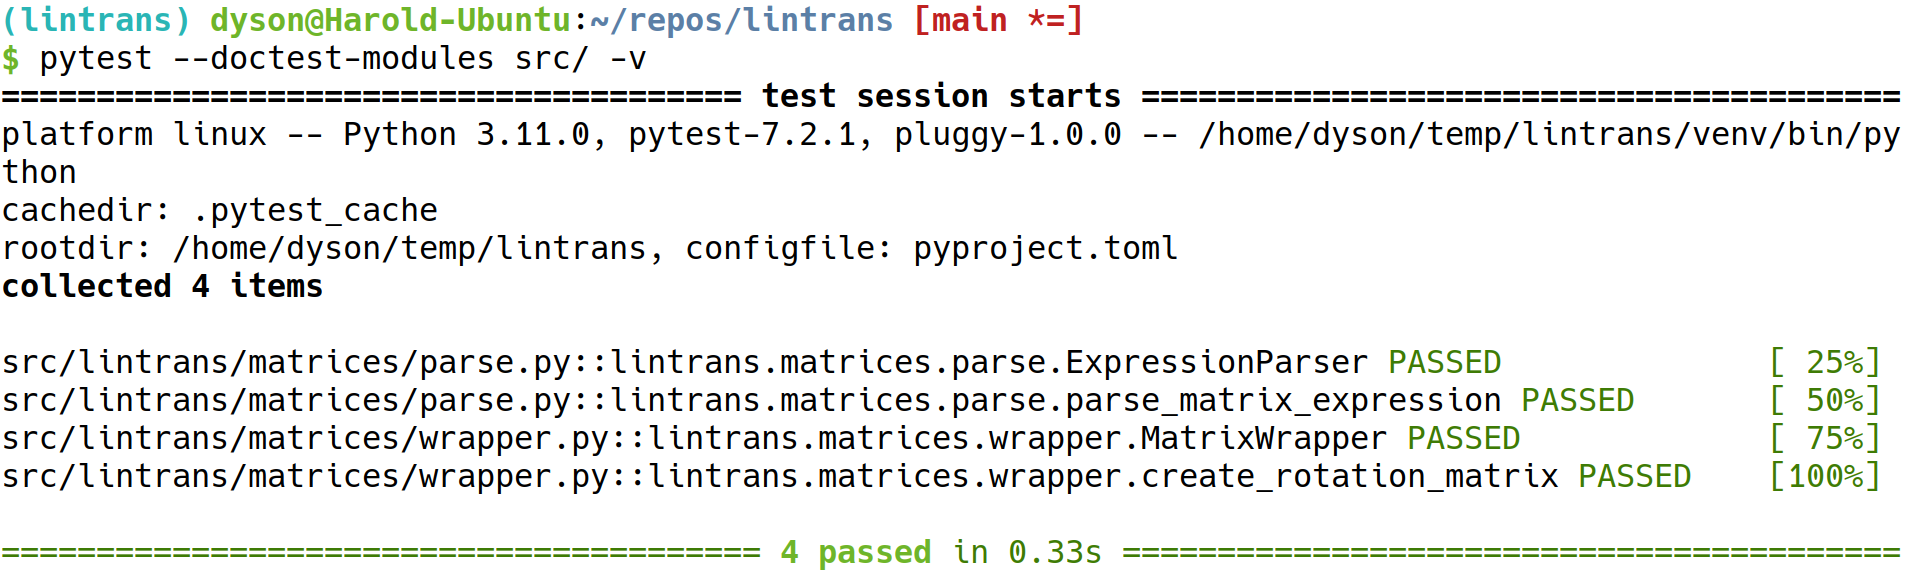 (lintrans) dyson@Harold-Ubuntu:~/repos/lintrans [main *=]
$ pytest --doctest-modules src/ -v
======================================= test session starts ========================================
platform linux -- Python 3.11.0, pytest-7.2.1, pluggy-1.0.0 -- /home/dyson/temp/lintrans/venv/bin/py
thon
cachedir: .pytest_cache
rootdir: /home/dyson/temp/lintrans, configfile: pyproject.toml
collected 4 items
src/lintrans/matrices/parse.py::lintrans.matrices.parse.ExpressionParser PASSED              [ 25%]
src/lintrans/matrices/parse.py::lintrans.matrices.parse.parse_matrix_expression PASSED       [ 50%]
src/lintrans/matrices/wrapper.py::lintrans.matrices.wrapper.MatrixWrapper PASSED             [ 75%]
src/lintrans/matrices/wrapper.py::lintrans.matrices.wrapper.create_rotation_matrix PASSED    [100%]
======================================== 4 passed in 0.33s =========================================